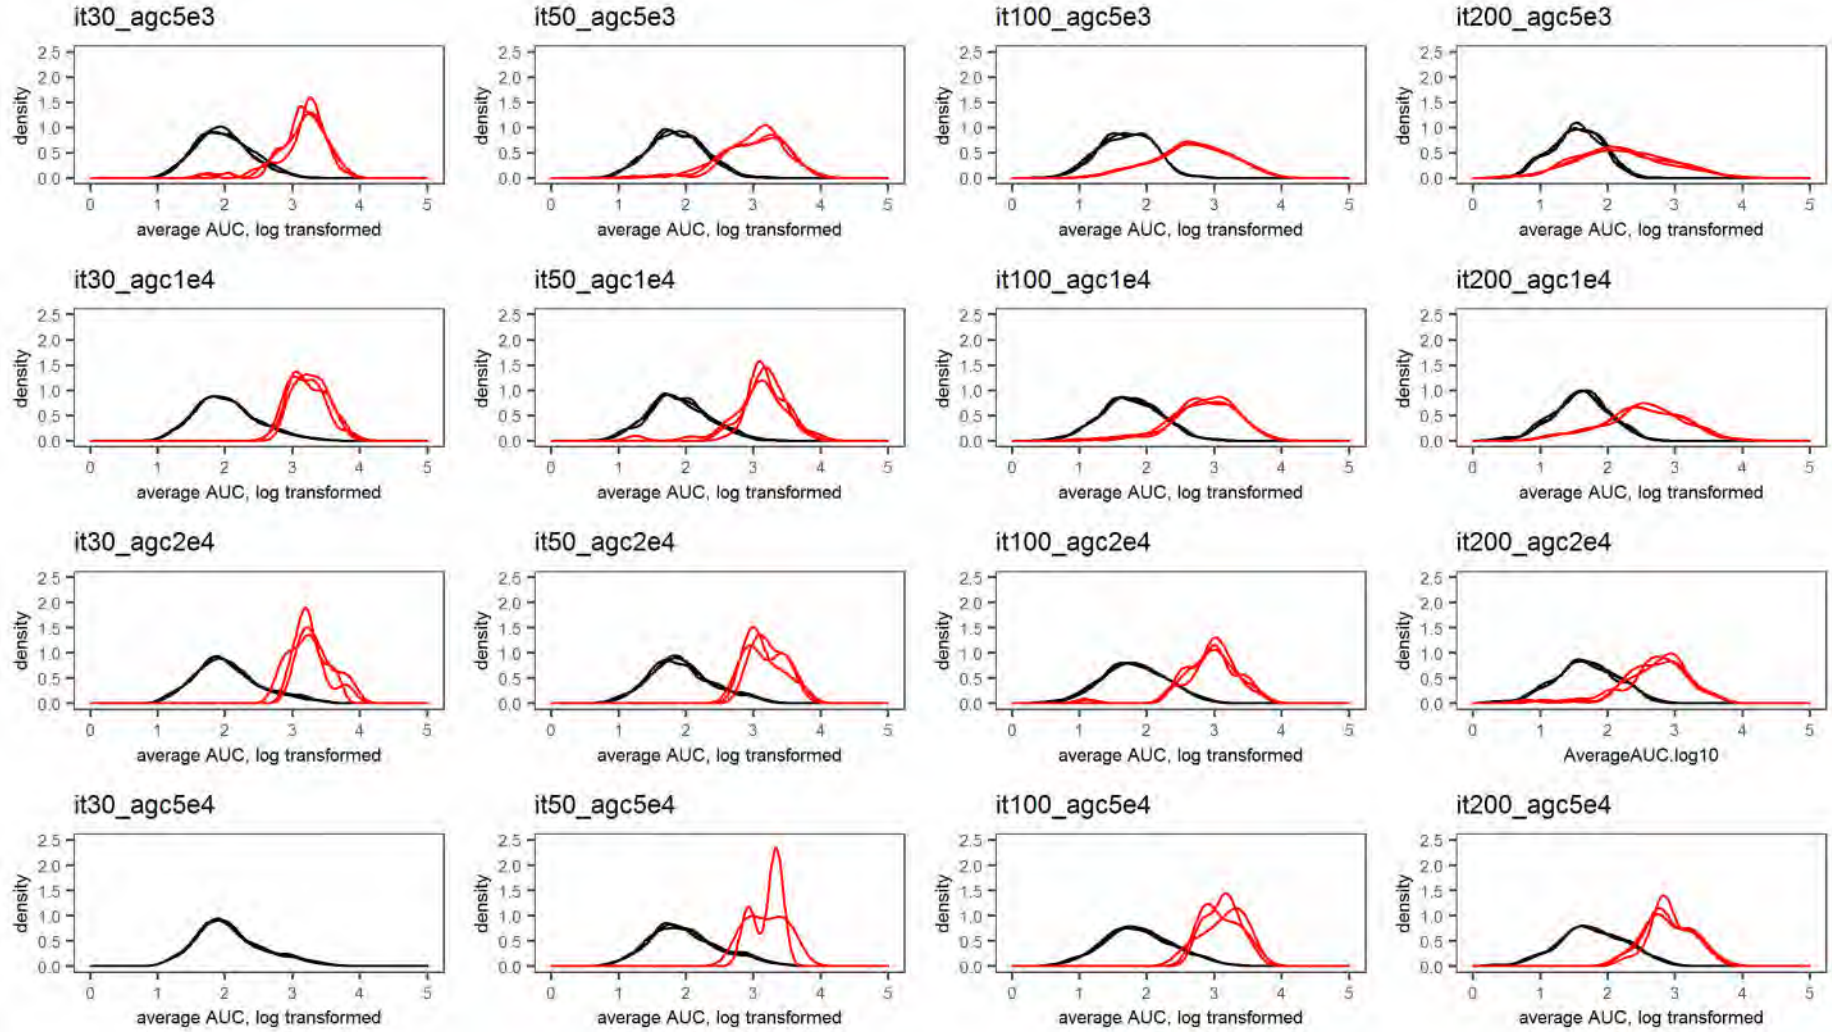 it30_agc5e3 it50_agc5e3 it100_agc5e3 it200_agc5e3
2.5 2.5 2.5 2.5
2.0 2.0 2.0 2.0
1.5 1.5 1.5 1.5
density density density density
1.0 1.0 1.0 1.0
0.5 0.5 0.5 0.5
0.0 0.0 0.0 0.0
0 1 2 3 4 5 0 1 2 3 4 5 0 1 2 3 4 5 0 1 2 3 4 5
average AUC, log transformed average AUC, log transformed average AUC, log transformed average AUC, log transformed
it30_agc1e4 it50_agc1e4 it100_agc1e4 it200_agc1e4
2.5 2.5 2.5 2.5
2.0 2.0 2.0 2.0
1.5 1.5 1.5 1.5
density density density density
1.0 1.0 1.0 1.0
0.5 0.5 0.5 0.5
0.0 0.0 0.0 0.0
0 1 2 3 4 5 0 1 2 3 4 5 0 1 2 3 4 5 0 1 2 3 4 5
average AUC, log transformed average AUC, log transformed average AUC, log transformed average AUC, log transformed
it30_agc2e4 it50_agc2e4 it100_agc2e4 it200_agc2e4
2.5 2.5 2.5 2.5
2.0 2.0 2.0 2.0
1.5 1.5 1.5 1.5
density density density density
1.0 1.0 1.0 1.0
0.5 0.5 0.5 0.5
0.0 0.0 0.0 0.0
0 1 2 3 4 5 0 1 2 3 4 5 0 1 2 3 4 5 0 1 2 3 4 5
average AUC, log transformed average AUC, log transformed average AUC, log transformed AverageAUC.log10
it30_agc5e4 it50_agc5e4 it100_agc5e4 it200_agc5e4
2.5 2.5 2.5 2.5
2.0 2.0 2.0 2.0
1.5 1.5 1.5 1.5
density density density density
1.0 1.0 1.0 1.0
0.5 0.5 0.5 0.5
0.0 0.0 0.0 0.0
0 1 2 3 4 5 0 1 2 3 4 5 0 1 2 3 4 5 0 1 2 3 4 5
average AUC, log transformed average AUC, log transformed average AUC, log transformed average AUC, log transformed